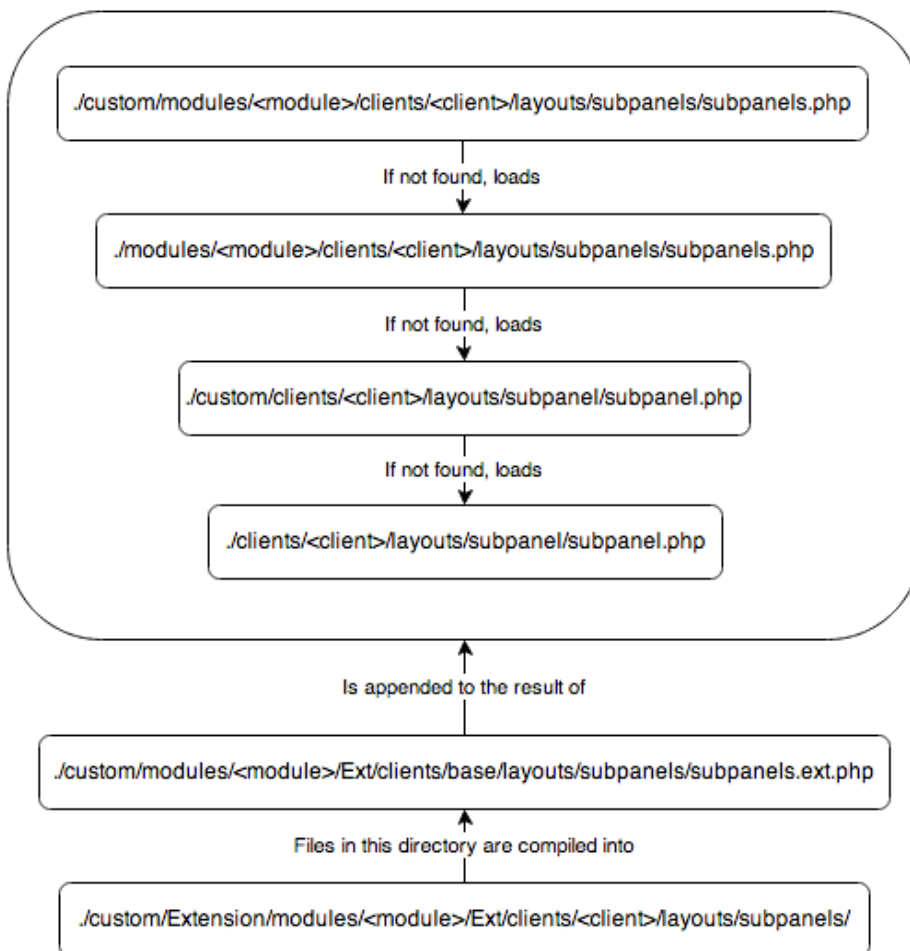 ./custom/modules/<module>/clients/<client>/layouts/subpanels/subpanels.php
If not found, loads
./modules/<module>/clients/<client>/layouts/subpanels/subpanels.php
If not found, loads
./custom/clients/<client>/layouts/subpanel/subpanel.php
If not found, loads
./clients/<client>/layouts/subpanel/subpanel.php
Is appended to the result of
./custom/modules/<module>/Ext/clients/base/layouts/subpanels/subpanels.ext.php
Files in this directory are compiled into
./custom/Extension/modules/<module>/Ext/clients/<client>/layouts/subpanels/